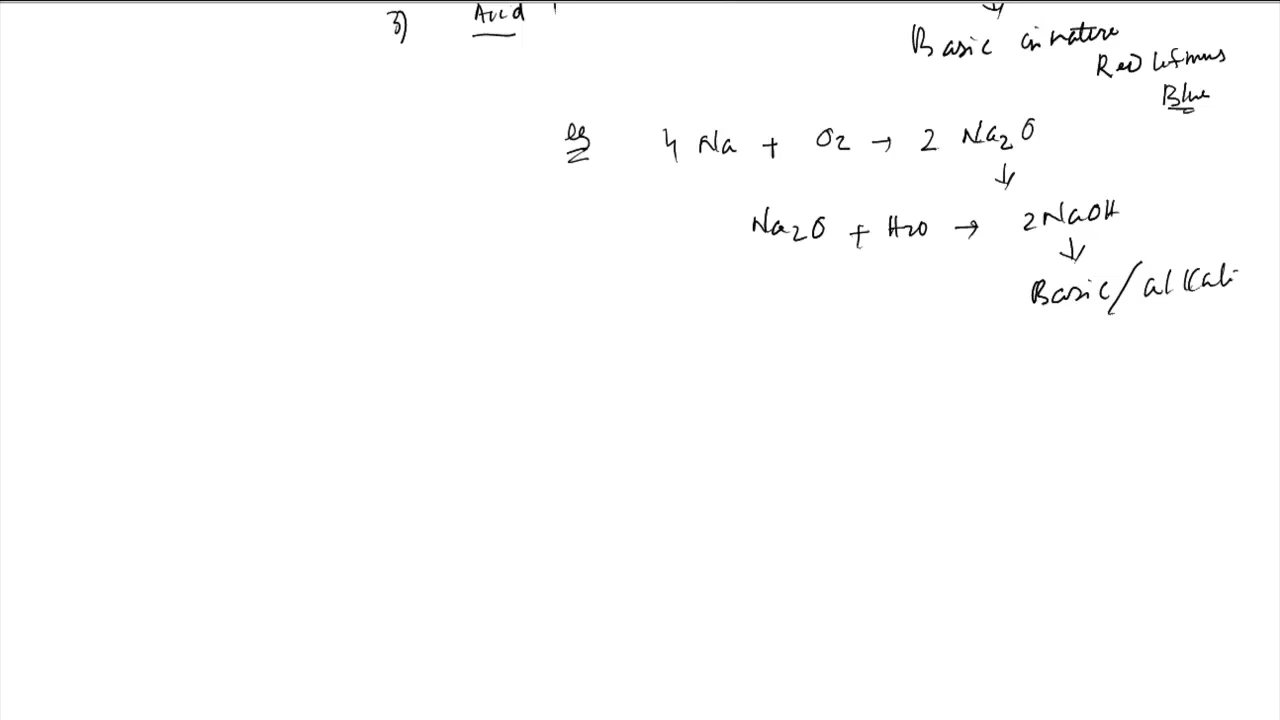 3) Acid
Basic in nature
Red litmus
Blue
eg 4 Na + O2 → 2 Na2O
↓
Na2O + H2O → 2NaOH
↓
Basic/alkali